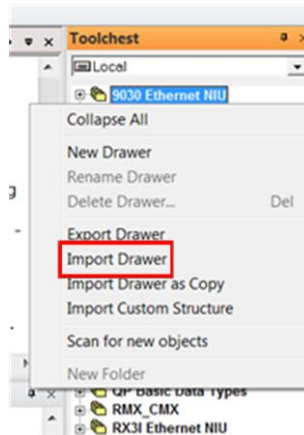 Toolchest
Local
9030 Ethernet NIU
Collapse All
New Drawer
Rename Drawer
Delete Drawer... Del
Export Drawer
Import Drawer
Import Drawer as Copy
Import Custom Structure
Scan for new objects
New Folder
QP Basic Data Types
RMX_CMX
RX3I Ethernet NIU